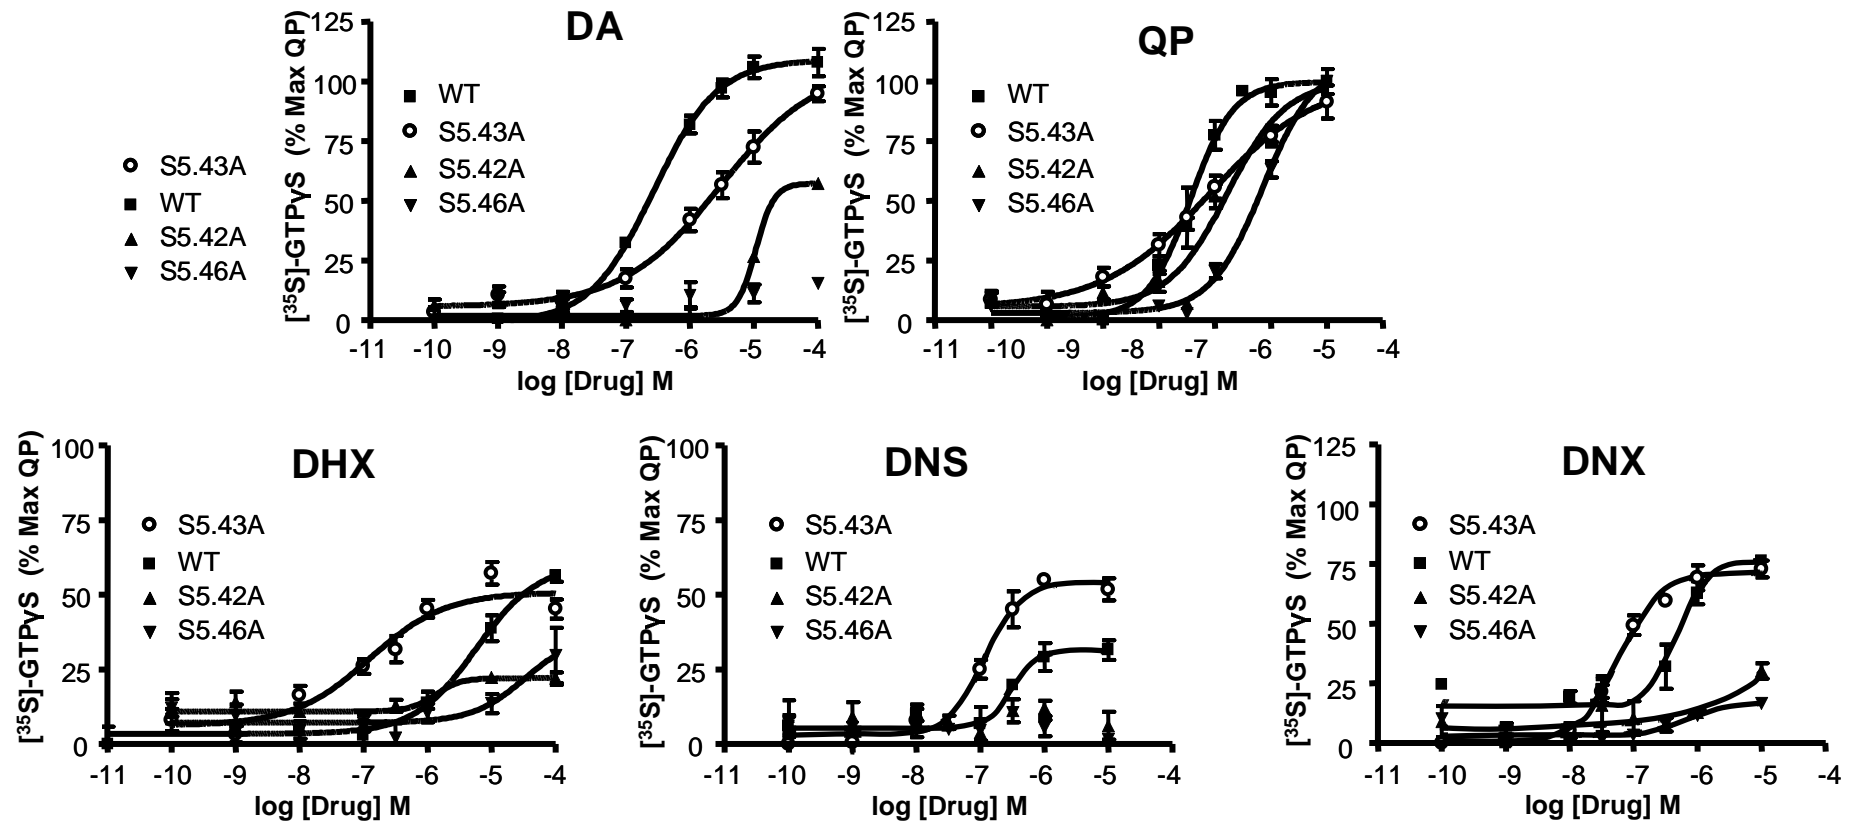 S5.43A
WT
S5.42A
S5.46A
DA
[³⁵S]-GTPγS (% Max QP)
125
100
75
50
25
0
WT
S5.43A
S5.42A
S5.46A
-11 -10 -9 -8 -7 -6 -5 -4
log [Drug] M
QP
[³⁵S]-GTPγS (% Max QP)
125
100
75
50
25
0
WT
S5.43A
S5.42A
S5.46A
-11 -10 -9 -8 -7 -6 -5 -4
log [Drug] M
DHX
[³⁵S]-GTPγS (% Max QP)
100
75
50
25
0
S5.43A
WT
S5.42A
S5.46A
-11 -10 -9 -8 -7 -6 -5 -4
log [Drug] M
DNS
[³⁵S]-GTPγS (% Max QP)
100
75
50
25
0
S5.43A
WT
S5.42A
S5.46A
-11 -10 -9 -8 -7 -6 -5 -4
log [Drug] M
DNX
[³⁵S]-GTPγS (% Max QP)
125
100
75
50
25
0
S5.43A
WT
S5.42A
S5.46A
-11 -10 -9 -8 -7 -6 -5 -4
log [Drug] M